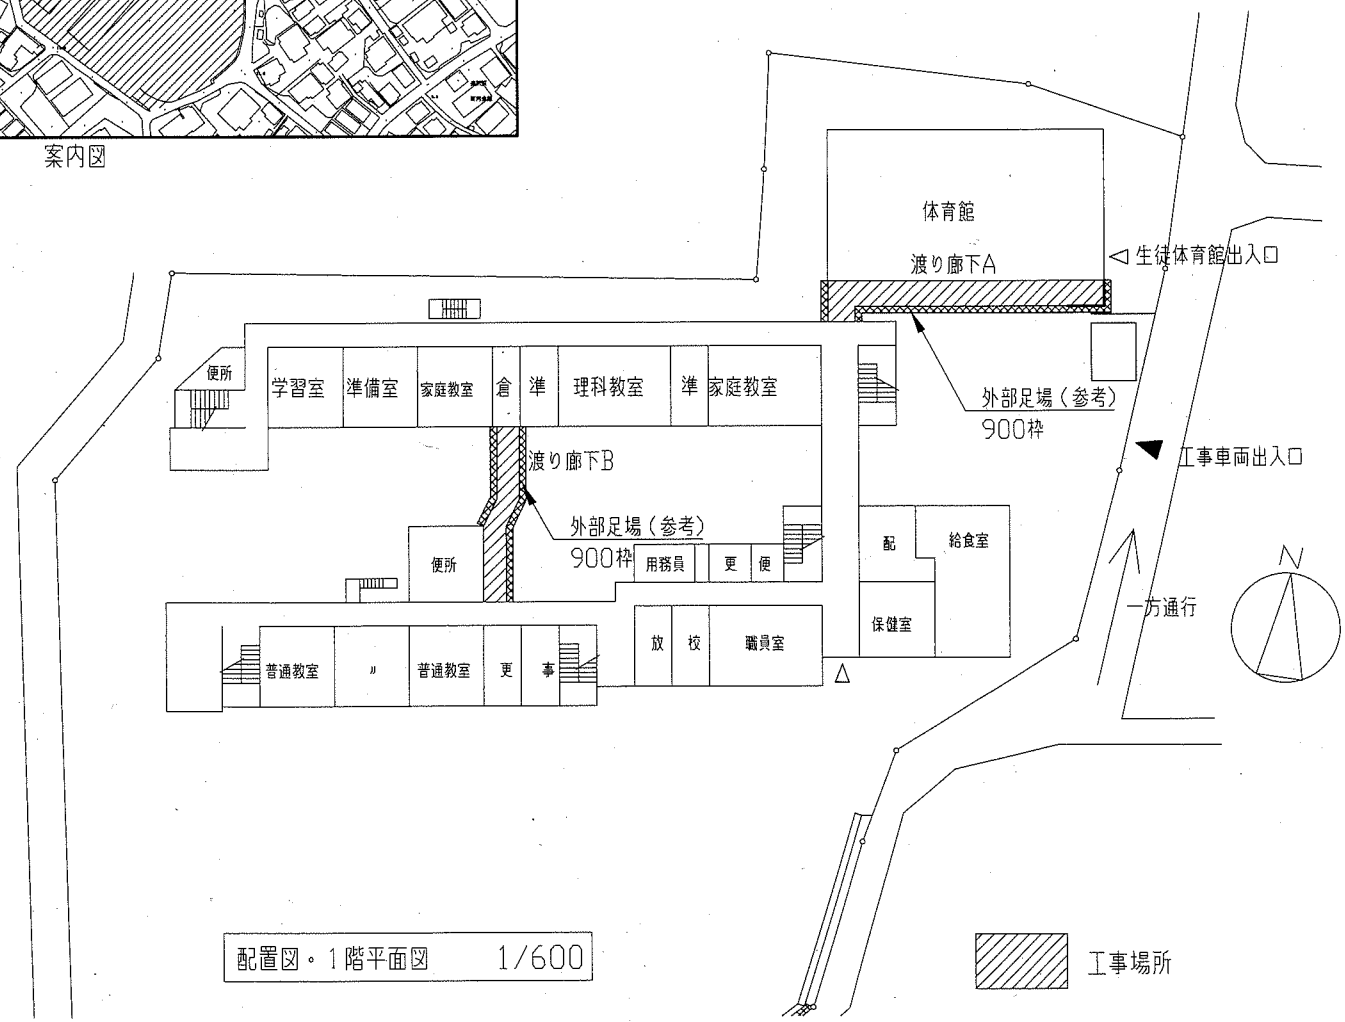 案内図
体育館
渡り廊下A
生徒体育館出入口
便所
学習室
準備室
家庭教室
倉
準
理科教室
準
家庭教室
外部足場(参考)
900枠
工事車両出入口
渡り廊下B
外部足場(参考)
900枠
便所
用務員
更
便
配
給食室
保健室
一方通行
N
普通教室
〃
普通教室
更
事
放
校
職員室
配置図・1階平面図 1/600
工事場所